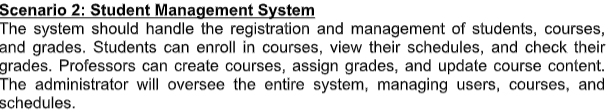 Scenario 2: Student Management System
The system should handle the registration and management of students, courses,
and grades. Students can enroll in courses, view their schedules, and check their
grades. Professors can create courses, assign grades, and update course content.
The administrator will oversee the entire system, managing users, courses, and
schedules.